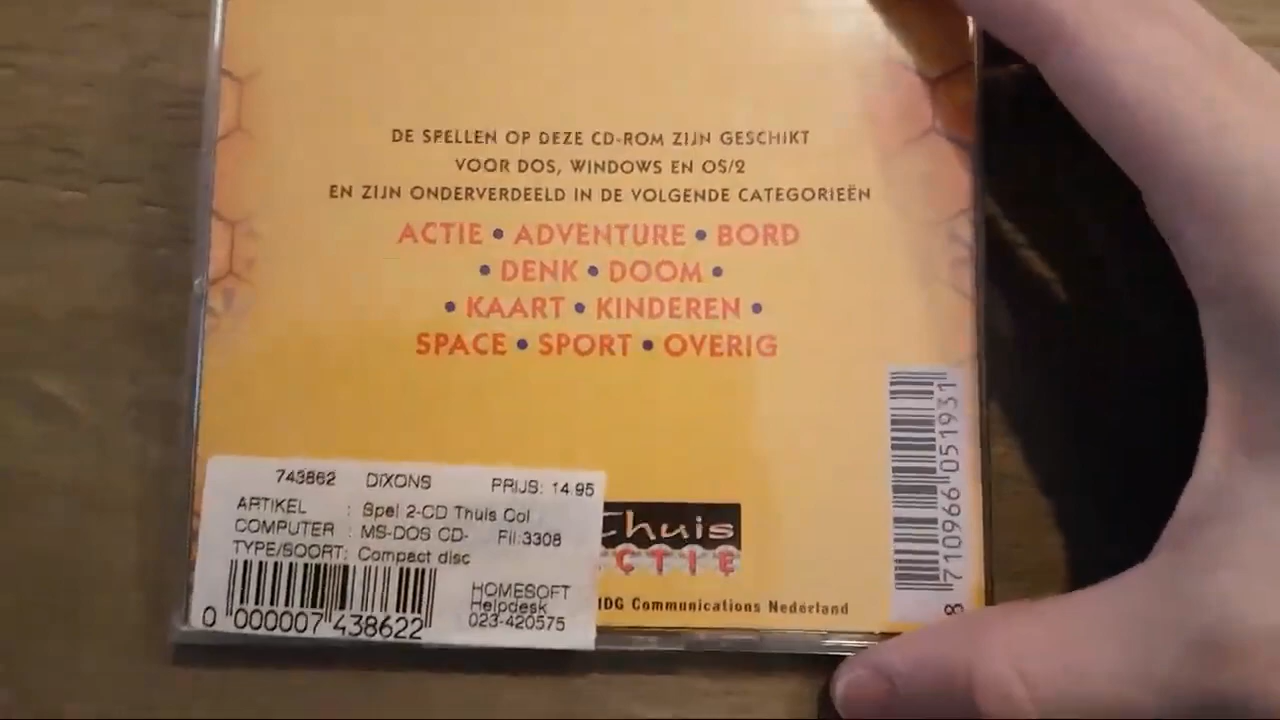 DE SPELLEN OP DEZE CD-ROM ZIJN GESCHIKT
VOOR DOS, WINDOWS EN OS/2
EN ZIJN ONDERVERDEELD IN DE VOLGENDE CATEGORIEËN
ACTIE • ADVENTURE • BORD
• DENK • DOOM •
• KAART • KINDEREN •
SPACE • SPORT • OVERIG
743862 DIXONS PRIJS: 14.95
ARTIKEL : Spel 2-CD Thuis Col
COMPUTER : MS-DOS CD- Fil:3308
TYPE/SOORT: Compact disc
HOMESOFT
Helpdesk
023-420575
0 000007 438622
Thuis
CTIE
IDG Communications Nederland
8 710966 051931